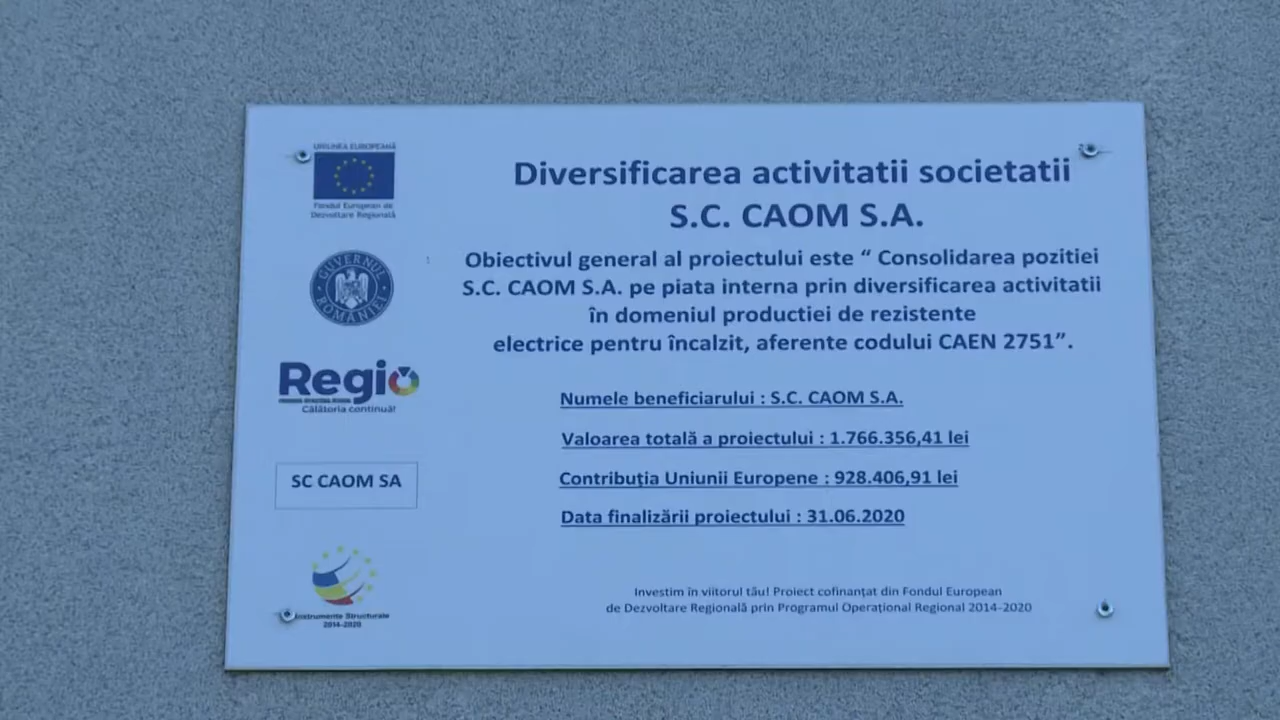 UNIUNEA EUROPEANĂ
Fondul European de
Dezvoltare Regională
GUVERNUL ROMÂNIEI
Regio
Călătoria continuă!
SC CAOM SA
Instrumente Structurale
2014-2020
Diversificarea activitatii societatii
S.C. CAOM S.A.
Obiectivul general al proiectului este “ Consolidarea pozitiei
S.C. CAOM S.A. pe piata interna prin diversificarea activitatii
în domeniul productiei de rezistente
electrice pentru încalzit, aferente codului CAEN 2751”.
Numele beneficiarului : S.C. CAOM S.A.
Valoarea totală a proiectului : 1.766.356,41 lei
Contribuția Uniunii Europene : 928.406,91 lei
Data finalizării proiectului : 31.06.2020
Investim în viitorul tău! Proiect cofinanțat din Fondul European
de Dezvoltare Regională prin Programul Operațional Regional 2014-2020